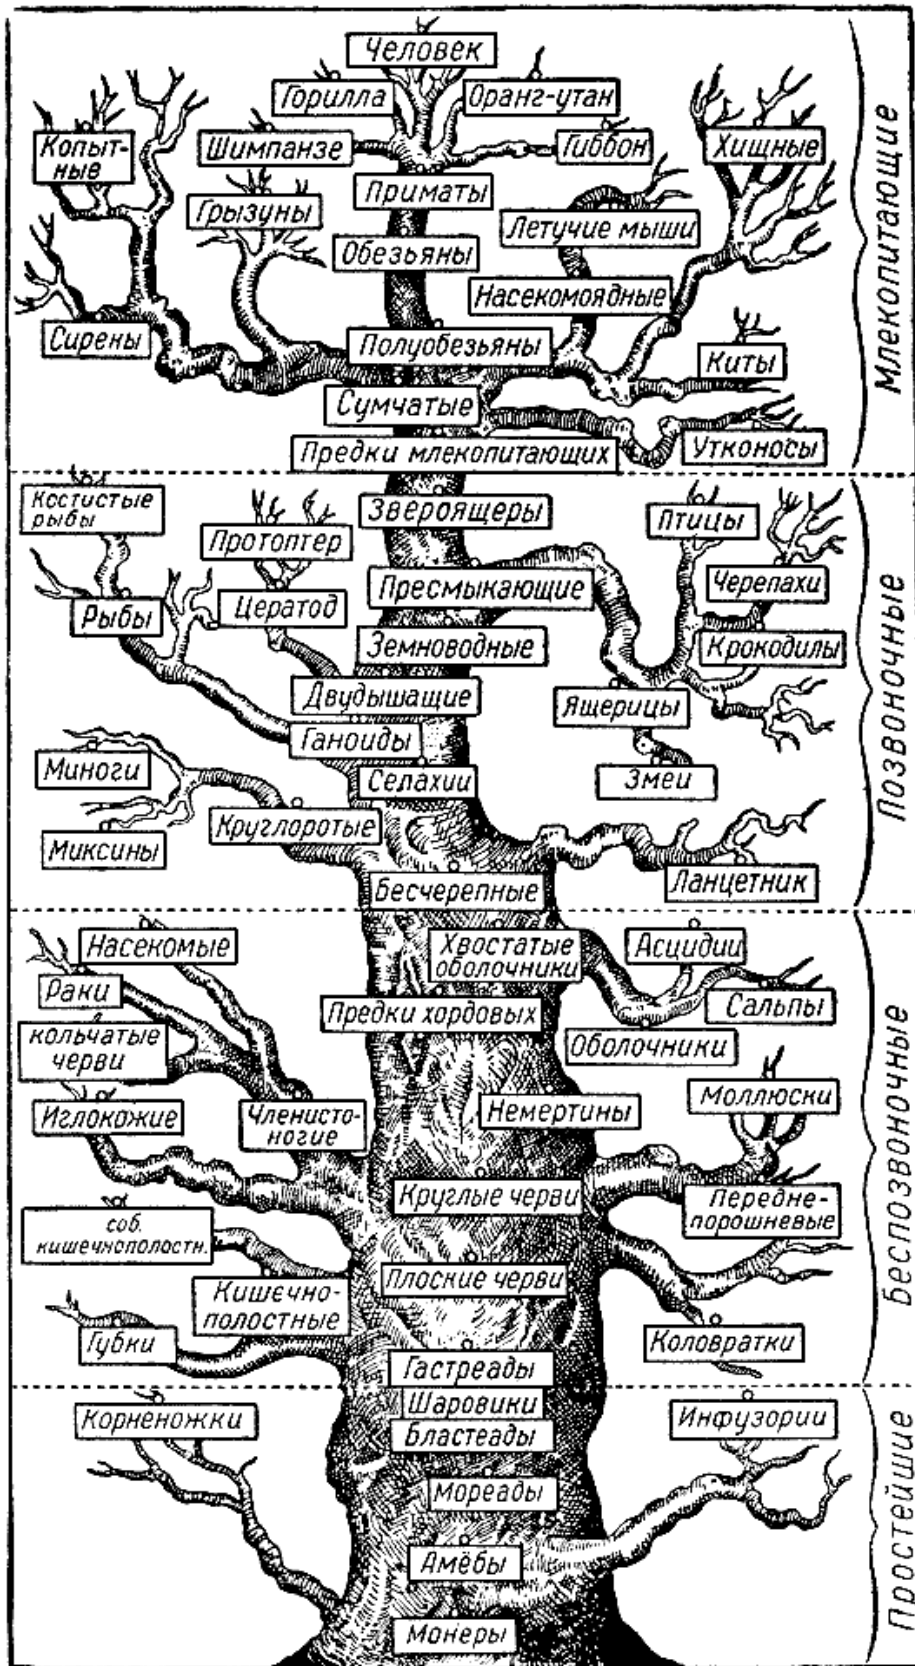 Человек
Горилла
Оранг-утан
Копыт-
ные
Шимпанзе
Гиббон
Хищные
Приматы
Грызуны
Летучие мыши
Обезьяны
Насекомоядные
Сирены
Полуобезьяны
Киты
Сумчатые
Предки млекопитающих
Утконосы
Млекопитающие
Костистые
рыбы
Звероящеры
Птицы
Протоптер
Пресмыкающие
Черепахи
Рыбы
Цератод
Земноводные
Крокодилы
Двудышащие
Ящерицы
Ганоиды
Миноги
Селахии
Змеи
Круглоротые
Миксины
Бесчерепные
Ланцетник
Позвоночные
Насекомые
Хвостатые
оболочники
Асцидии
Раки
Сальпы
Предки хордовых
кольчатые
черви
Оболочники
Иглокожие
Членисто-
ногие
Немертины
Моллюски
Круглые черви
Передне-
порошневые
соб.
кишечнополостн.
Плоские черви
Кишечно-
полостные
Губки
Коловратки
Гастреады
Беспозвоночные
Шаровики
Корненожки
Инфузории
Бластеады
Мореады
Амёбы
Монеры
Простейшие